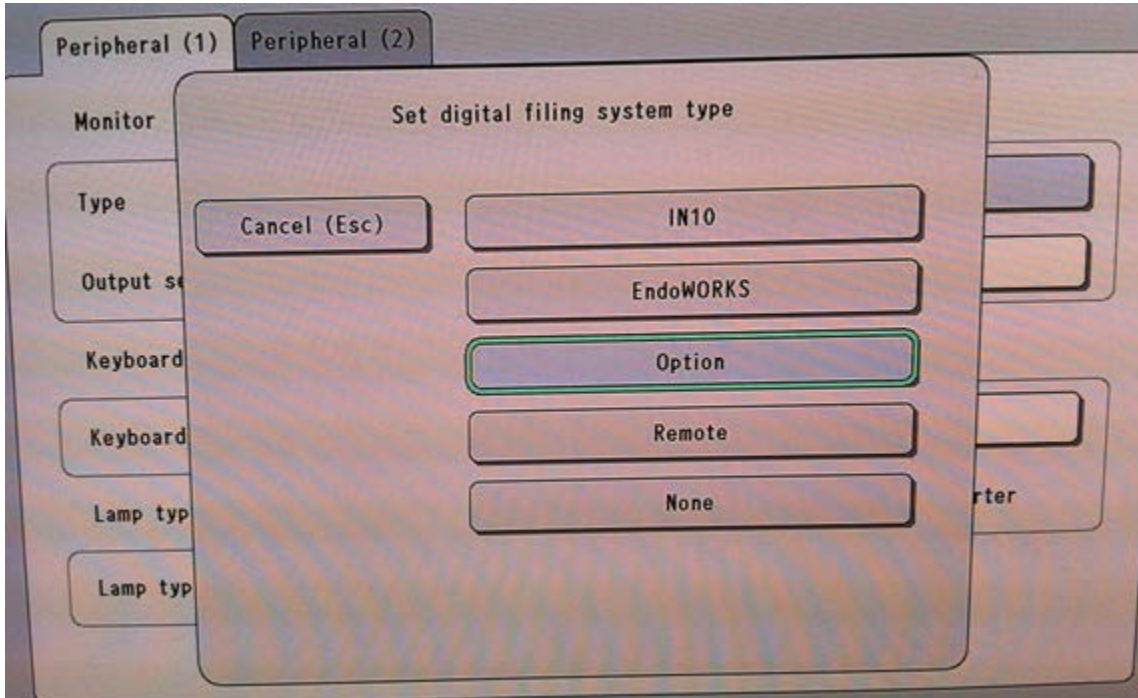 Peripheral (1) Peripheral (2)
Set digital filing system type
Monitor
Type
Output se
Keyboard
Keyboard
Lamp typ
Lamp typ
Cancel (Esc)
IN10
EndoWORKS
Option
Remote
None
rter